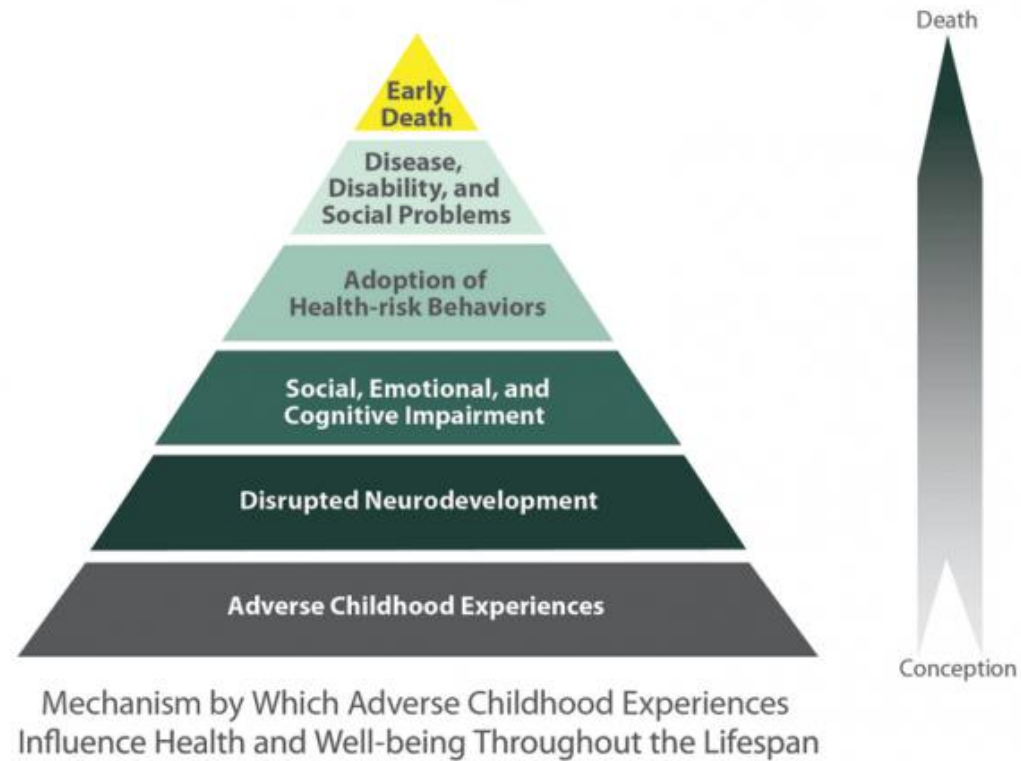 Death
Early
Death
Disease,
Disability, and
Social Problems
Adoption of
Health-risk Behaviors
Social, Emotional, and
Cognitive Impairment
Disrupted Neurodevelopment
Adverse Childhood Experiences
Conception
Mechanism by Which Adverse Childhood Experiences
Influence Health and Well-being Throughout the Lifespan